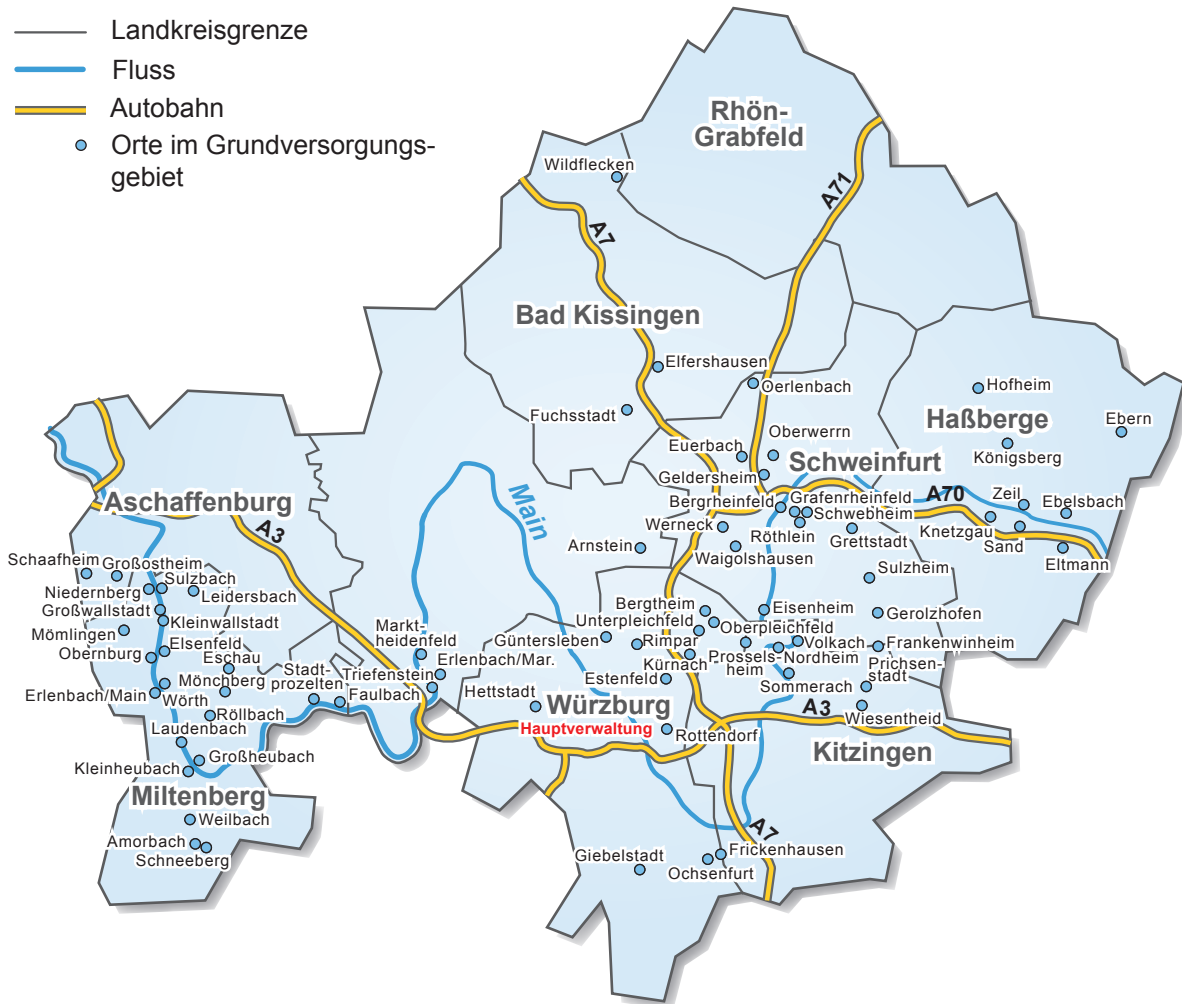 Landkreisgrenze
Fluss
Autobahn
Orte im Grundversorgungs-
gebiet
Rhön-
Grabfeld
Wildflecken
A71
A7
Bad Kissingen
Elfershausen
Oerlenbach
Hofheim
Fuchsstadt
Haßberge
Ebern
Euerbach
Oberwerrn
Königsberg
Schweinfurt
Geldersheim
Aschaffenburg
Main
Bergrheinfeld
Grafenrheinfeld
A70
Zeil
Ebelsbach
A3
Werneck
Schwebheim
Röthlein
Grettstadt
Knetzgau
Sand
Arnstein
Waigolshausen
Eltmann
Schaafheim
Großostheim
Sulzbach
Sulzheim
Niedernberg
Leidersbach
Großwallstadt
Kleinwallstadt
Bergtheim
Eisenheim
Gerolzhofen
Mömlingen
Markt-
heidenfeld
Unterpleichfeld
Oberpleichfeld
Güntersleben
Rimpar
Volkach
Frankenwinheim
Elsenfeld
Obernburg
Eschau
Erlenbach/Mar.
Kürnach
Prossels-
heim
Nordheim
Prichsen-
stadt
Stadt-
prozelten
Triefenstein
Estenfeld
Sommerach
Mönchberg
Erlenbach/Main
Wörth
Faulbach
Hettstadt
Würzburg
A3
Wiesentheid
Röllbach
Hauptverwaltung
Rottendorf
Laudenbach
Kitzingen
Großheubach
Kleinheubach
Miltenberg
Weilbach
A7
Amorbach
Schneeberg
Giebelstadt
Frickenhausen
Ochsenfurt